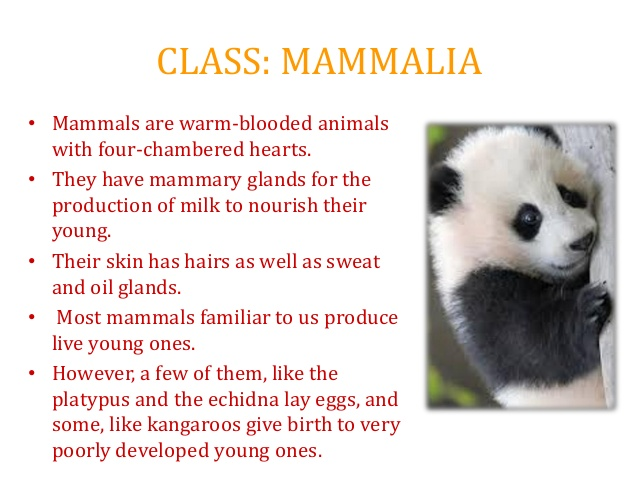 CLASS: MAMMALIA
• Mammals are warm-blooded animals
with four-chambered hearts.
• They have mammary glands for the
production of milk to nourish their
young.
• Their skin has hairs as well as sweat
and oil glands.
• Most mammals familiar to us produce
live young ones.
• However, a few of them, like the
platypus and the echidna lay eggs, and
some, like kangaroos give birth to very
poorly developed young ones.